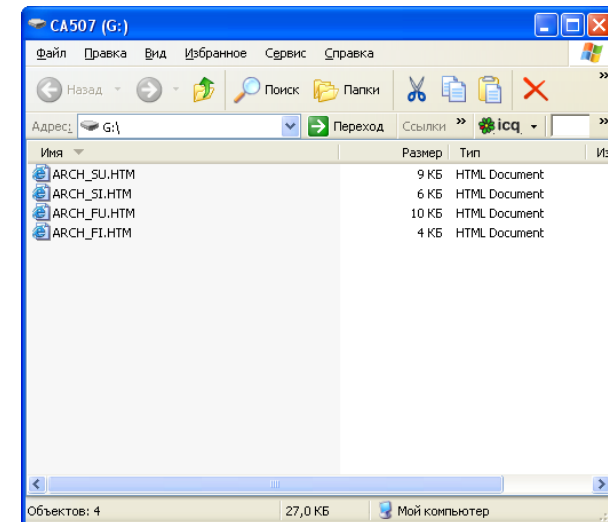 CA507 (G:)
Файл Правка Вид Избранное Сервис Справка
Назад Поиск Папки »
Адрес: G:\ Переход Ссылки » icq »
Имя Размер Тип Из
ARCH_SU.HTM 9 КБ HTML Document
ARCH_SI.HTM 6 КБ HTML Document
ARCH_FU.HTM 10 КБ HTML Document
ARCH_FI.HTM 4 КБ HTML Document
Объектов: 4 27,0 КБ Мой компьютер